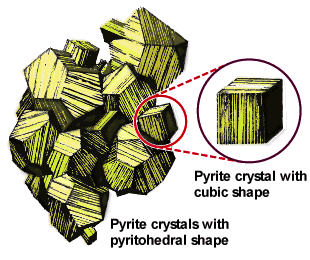 Pyrite crystal with
cubic shape
Pyrite crystals with
pyritohedral shape